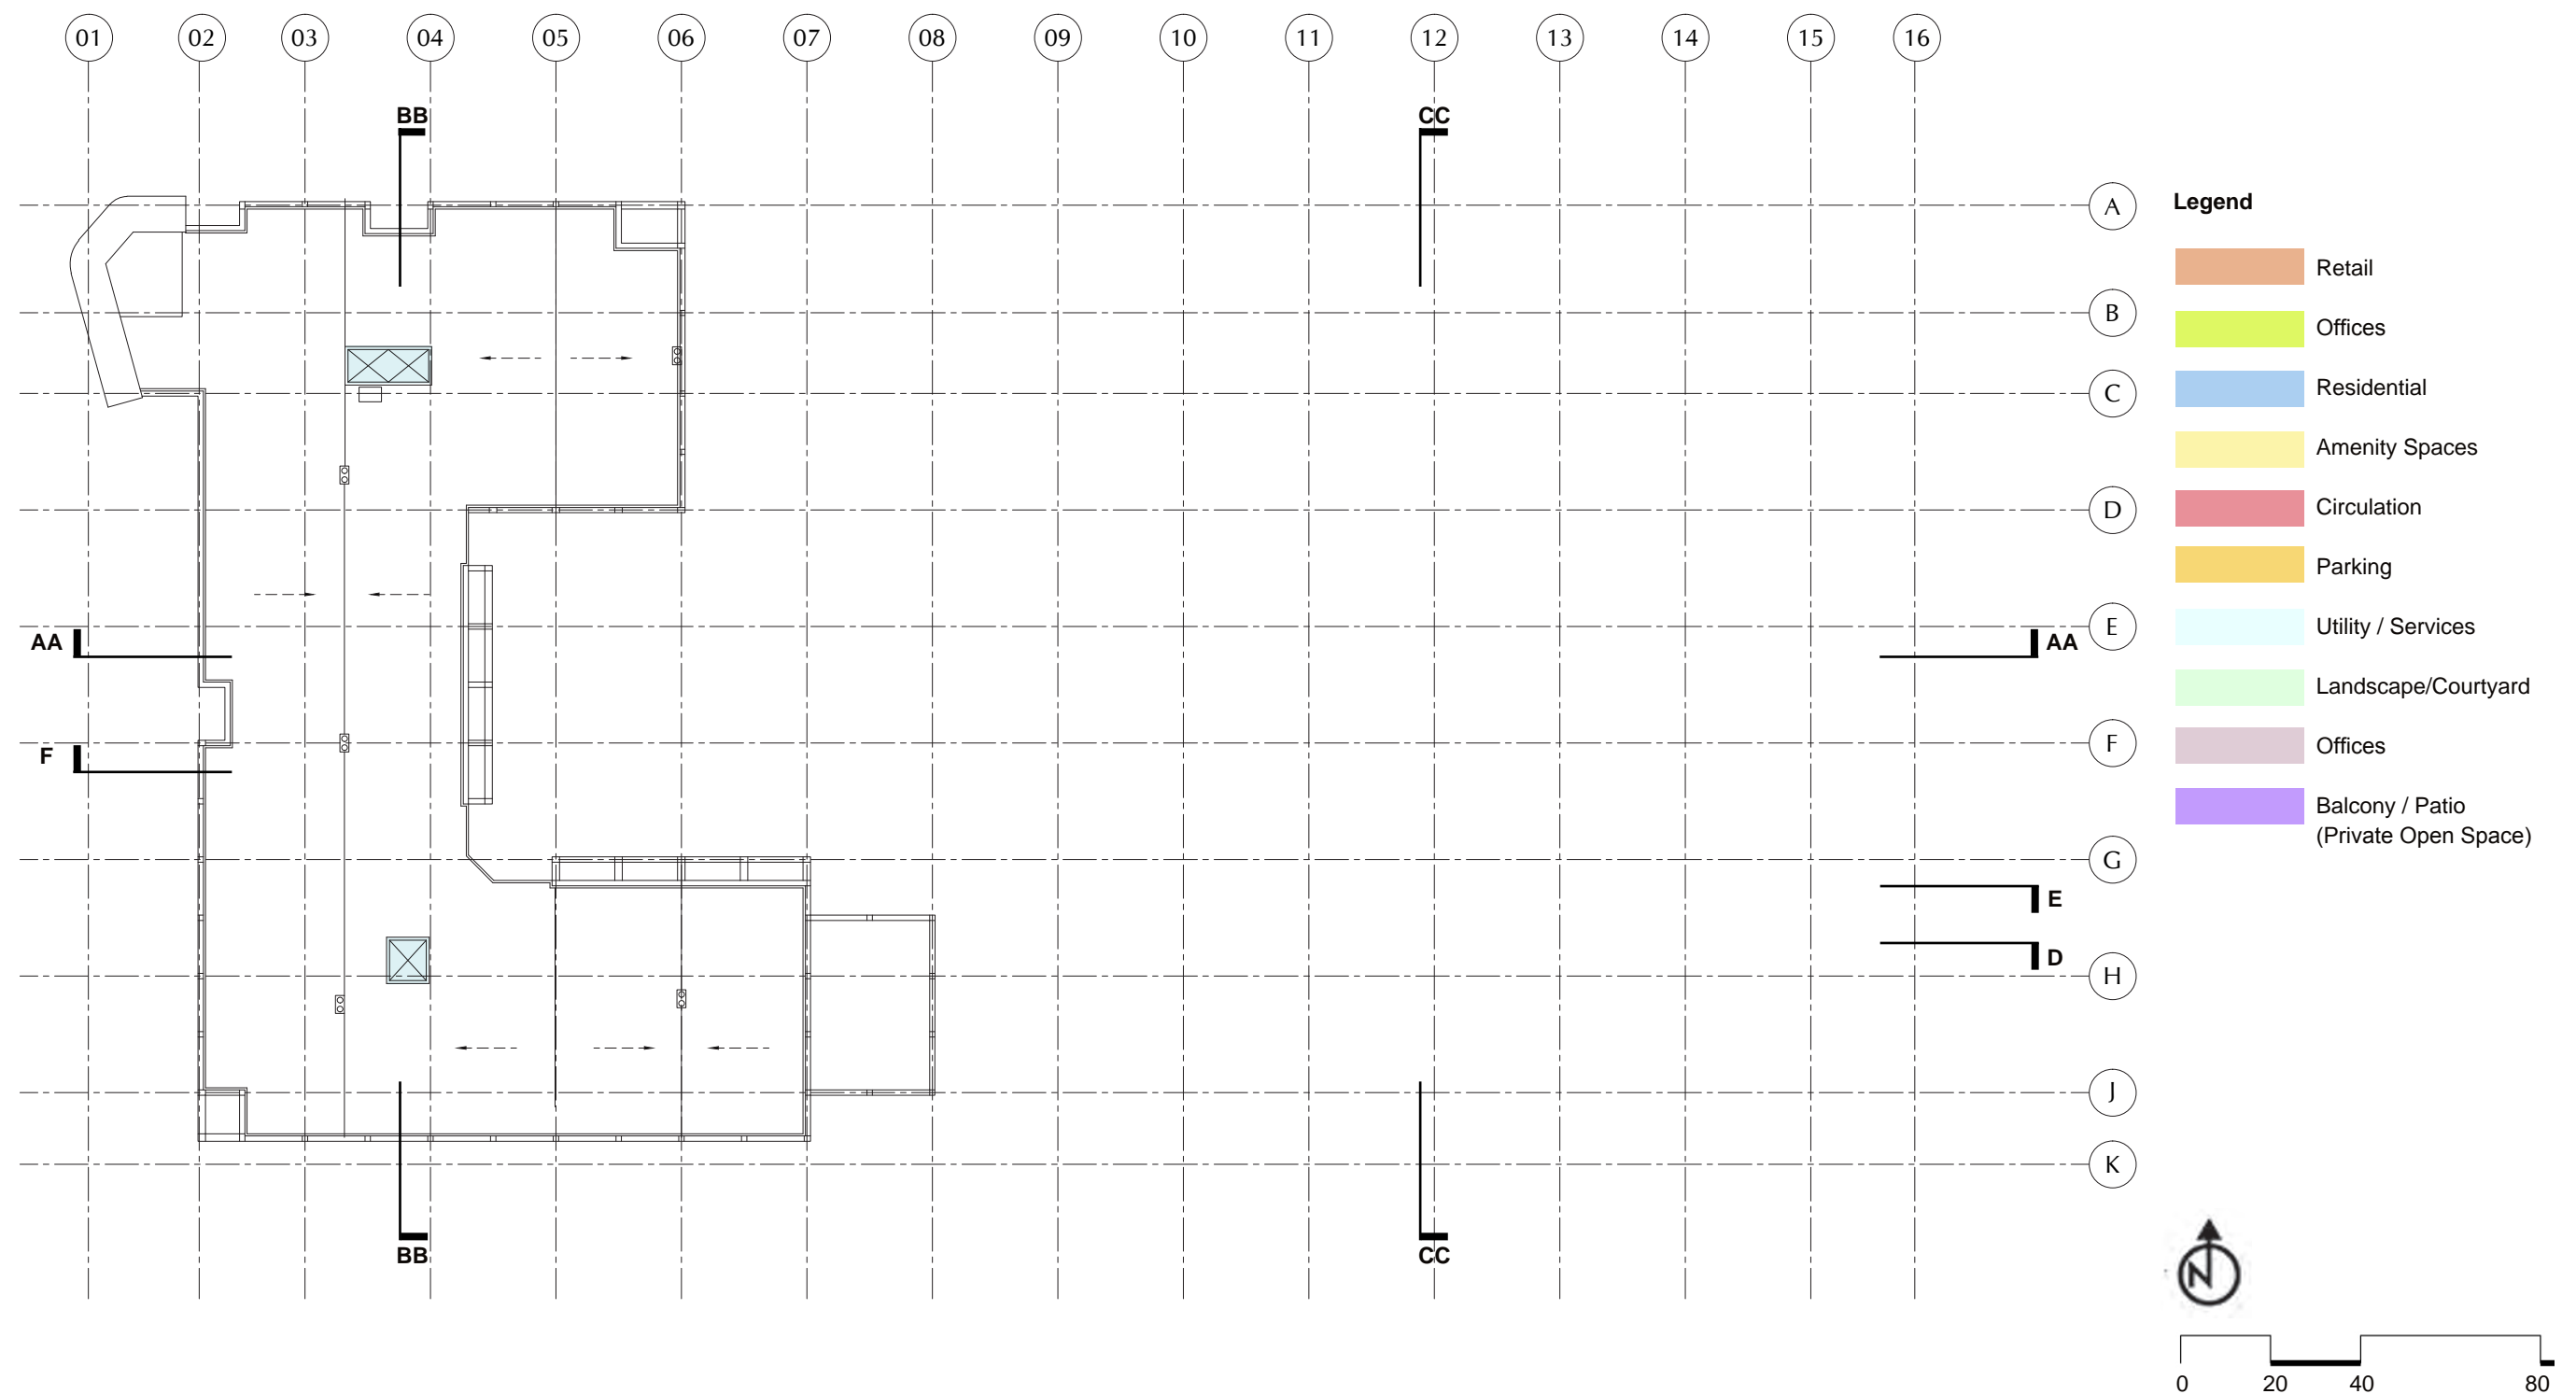 01 02 03 04 05 06 07 08 09 10 11 12 13 14 15 16
BB CC
A
Legend
Retail
B
Offices
C
Residential
Amenity Spaces
D
Circulation
Parking
E
Utility / Services
AA AA
Landscape/Courtyard
F
F
Offices
Balcony / Patio
(Private Open Space)
G
E
D
H
J
K
BB CC
N
0 20 40 80